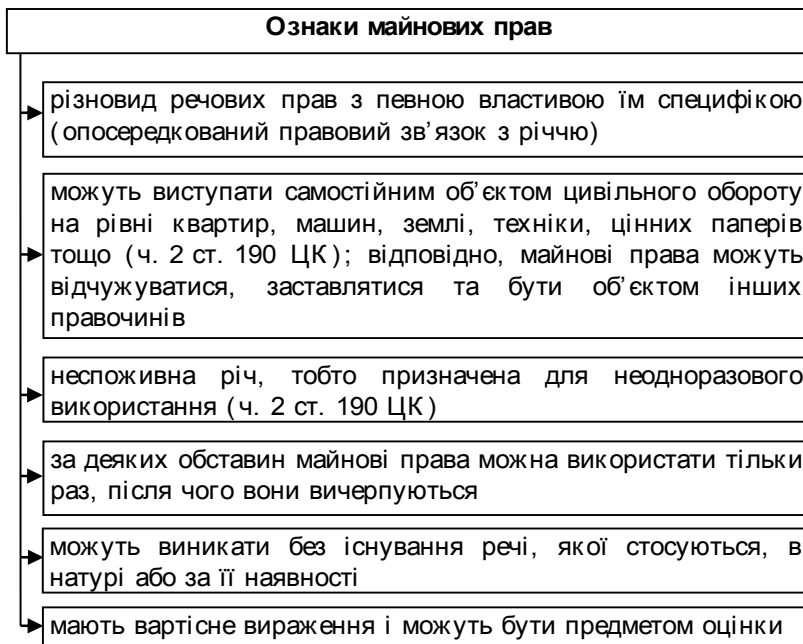 Ознаки майнових прав
різновид речових прав з певною властивою їм специфікою
(опосередкований правовий зв’язок з річчю)
можуть виступати самостійним об’єктом цивільного обороту
на рівні квартир, машин, землі, техніки, цінних паперів
тощо (ч. 2 ст. 190 ЦК); відповідно, майнові права можуть
відчужуватися, заставлятися та бути об’єктом інших
правочинів
неспоживна річ, тобто призначена для неодноразового
використання (ч. 2 ст. 190 ЦК)
за деяких обставин майнові права можна використати тільки
раз, після чого вони вичерпуються
можуть виникати без існування речі, якої стосуються, в
натурі або за її наявності
мають вартісне вираження і можуть бути предметом оцінки